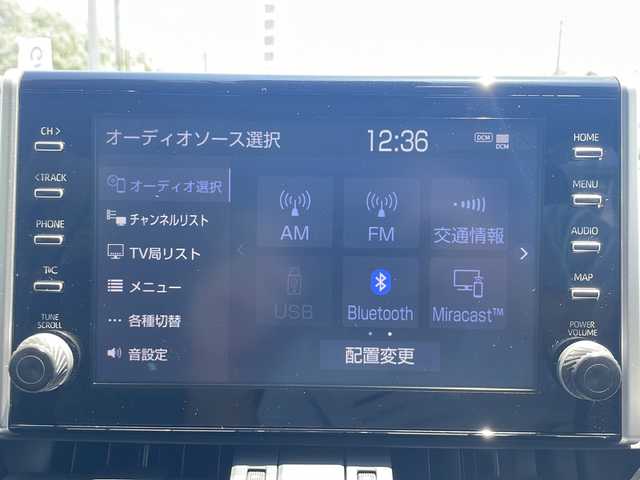 オーディオソース選択
12:36
DCM
DCM
CH >
< TRACK
PHONE
T/C
TUNE
SCROLL
HOME
MENU
AUDIO
MAP
POWER
VOLUME
オーディオ選択
チャンネルリスト
TV局リスト
メニュー
各種切替
音設定
AM
FM
交通情報
USB
Bluetooth
Miracast™
配置変更